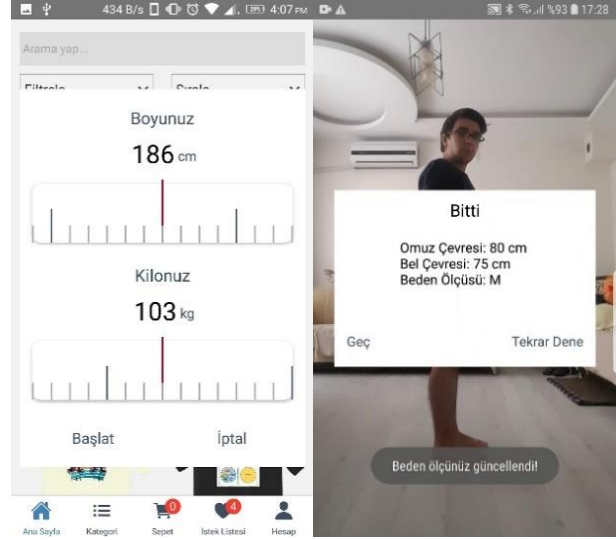 434 B/s 4:07 PM
Arama yap...
Filtrele
Sırala
Boyunuz
186 cm
Kilonuz
103 kg
Başlat
İptal
0
4
Ana Sayfa
Kategori
Sepet
İstek Listesi
Hesap
%93 17:28
Bitti
Omuz Çevresi: 80 cm
Bel Çevresi: 75 cm
Beden Ölçüsü: M
Geç
Tekrar Dene
Beden ölçünüz güncellendi!